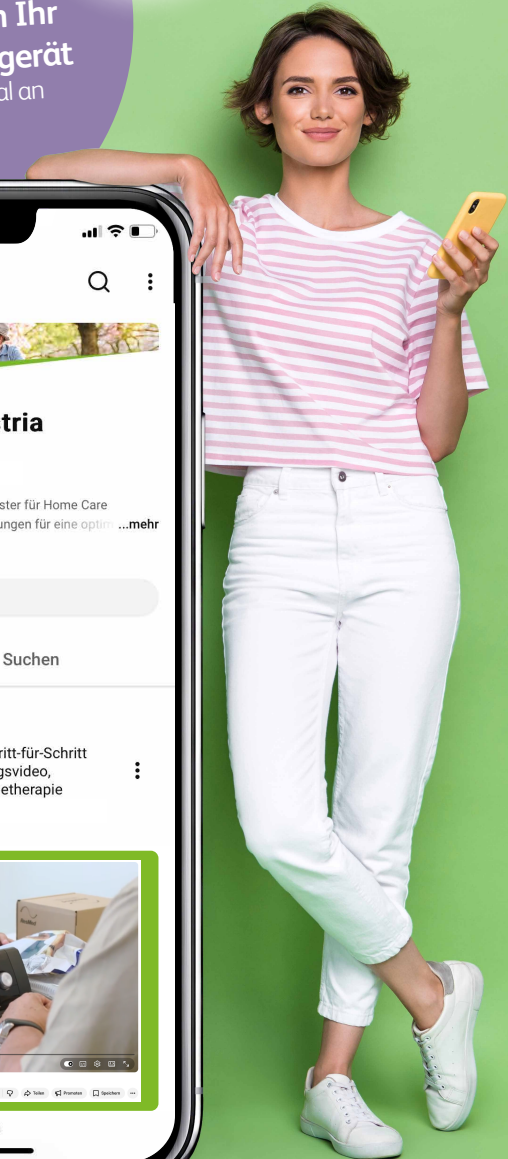 n Ihr
gerät
al an
tria
ster für Home Care
ungen für eine optim ...mehr
Suchen
ritt-für-Schritt
gsvideo,
etherapie
Teilen Promoten Speichern